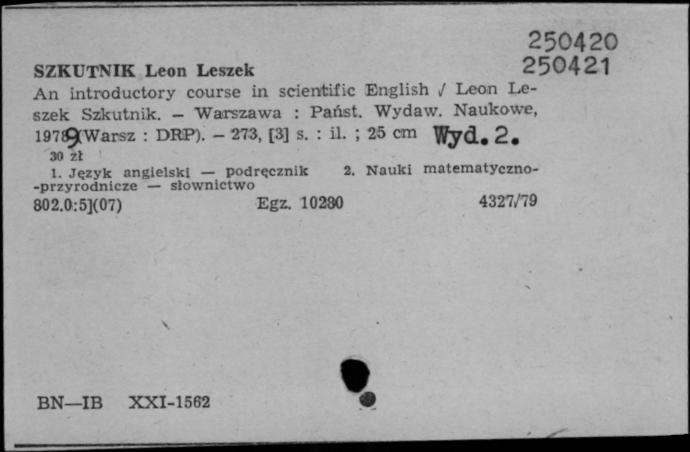 250420
SZKUTNIK Leon Leszek 250421
An introductory course in scientific English / Leon Le-
szek Szkutnik. — Warszawa : Państ. Wydaw. Naukowe,
1979 (Warsz : DRP). — 273, [3] s. : il. ; 25 cm Wyd. 2.
30 zł
1. Język angielski — podręcznik 2. Nauki matematyczno-
-przyrodnicze — słownictwo
802.0:5](07) Egz. 10280 4327/79
BN—IB XXI-1562